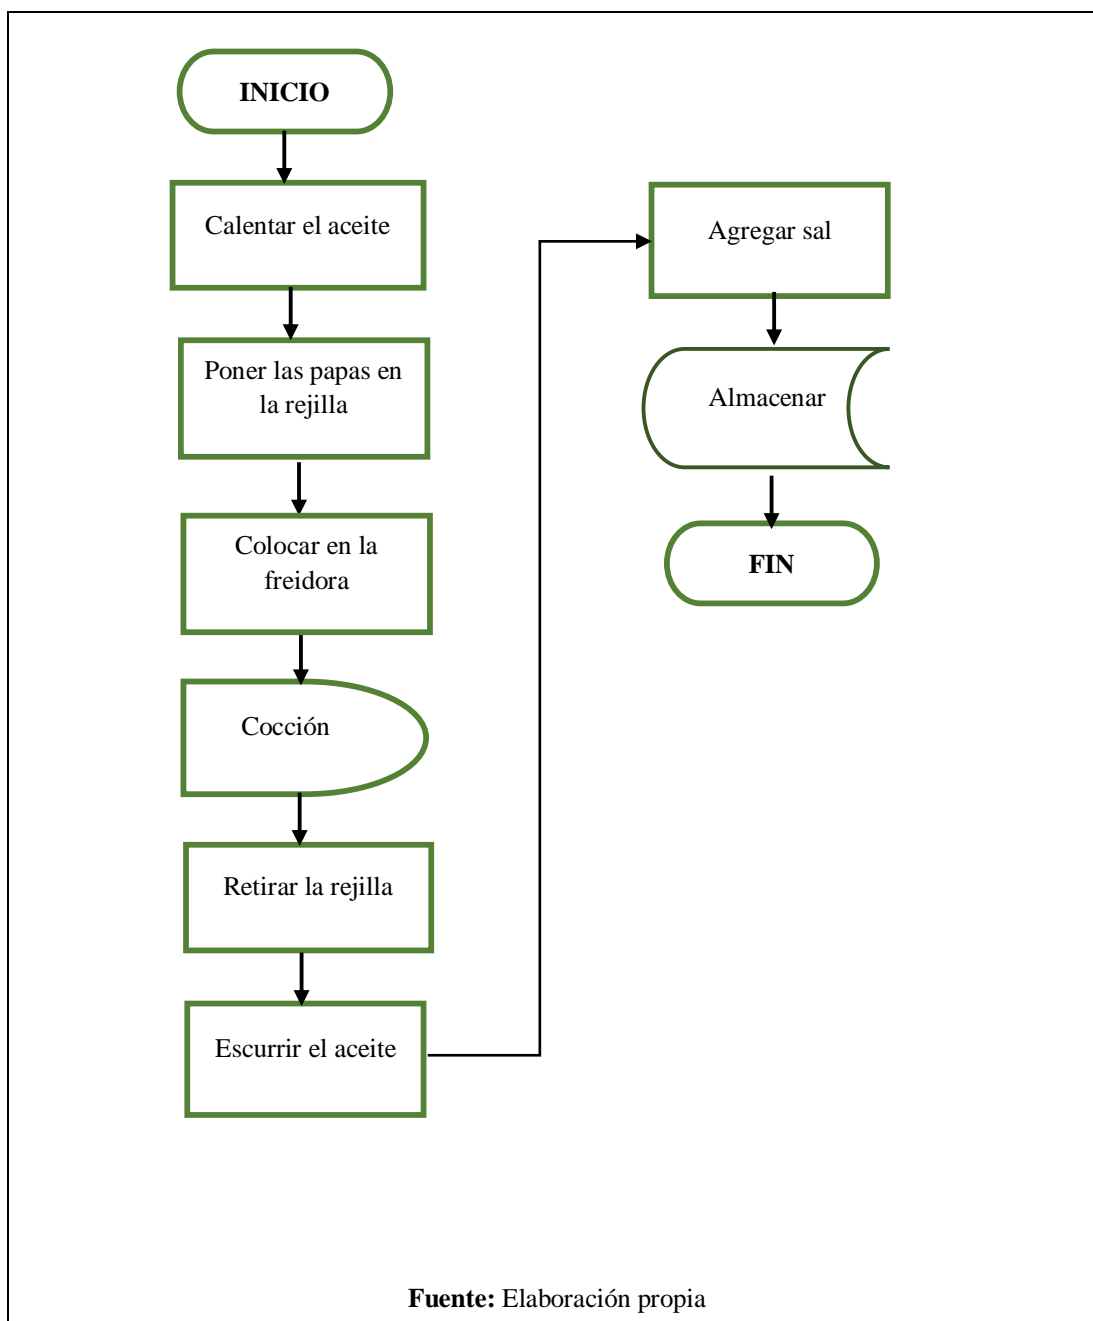 INICIO
Calentar el aceite
Poner las papas en
la rejilla
Colocar en la
freidora
Cocción
Retirar la rejilla
Escurrir el aceite
Agregar sal
Almacenar
FIN
Fuente: Elaboración propia